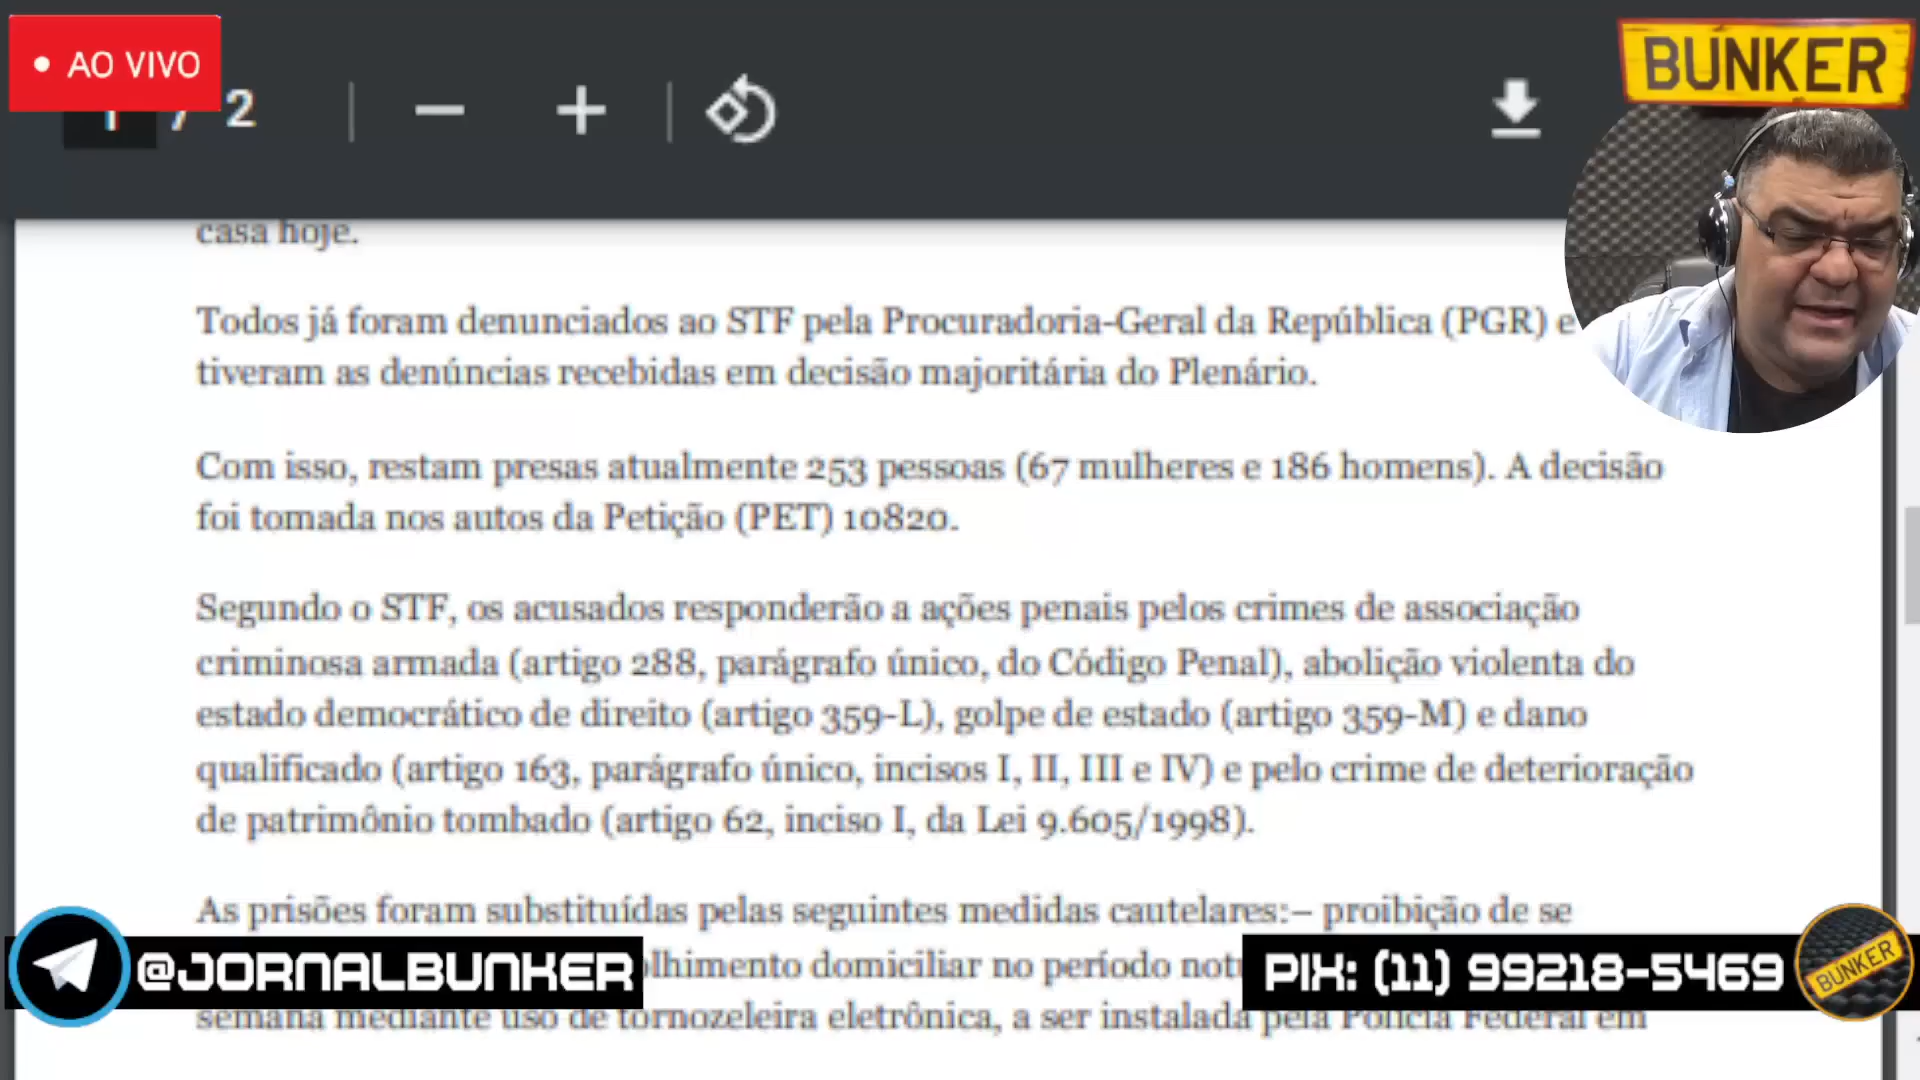 AO VIVO
BUNKER
/ 2
casa hoje.
Todos já foram denunciados ao STF pela Procuradoria-Geral da República (PGR) e
tiveram as denúncias recebidas em decisão majoritária do Plenário.
Com isso, restam presas atualmente 253 pessoas (67 mulheres e 186 homens). A decisão
foi tomada nos autos da Petição (PET) 10820.
Segundo o STF, os acusados responderão a ações penais pelos crimes de associação
criminosa armada (artigo 288, parágrafo único, do Código Penal), abolição violenta do
estado democrático de direito (artigo 359-L), golpe de estado (artigo 359-M) e dano
qualificado (artigo 163, parágrafo único, incisos I, II, III e IV) e pelo crime de deterioração
de patrimônio tombado (artigo 62, inciso I, da Lei 9.605/1998).
As prisões foram substituídas pelas seguintes medidas cautelares:– proibição de se
lhimento domiciliar no período
semana mediante uso de tornozeleira eletrônica, a ser instalada pela Polícia Federal em
@JORNALBUNKER
PIX: (11) 99218-5469
BUNKER